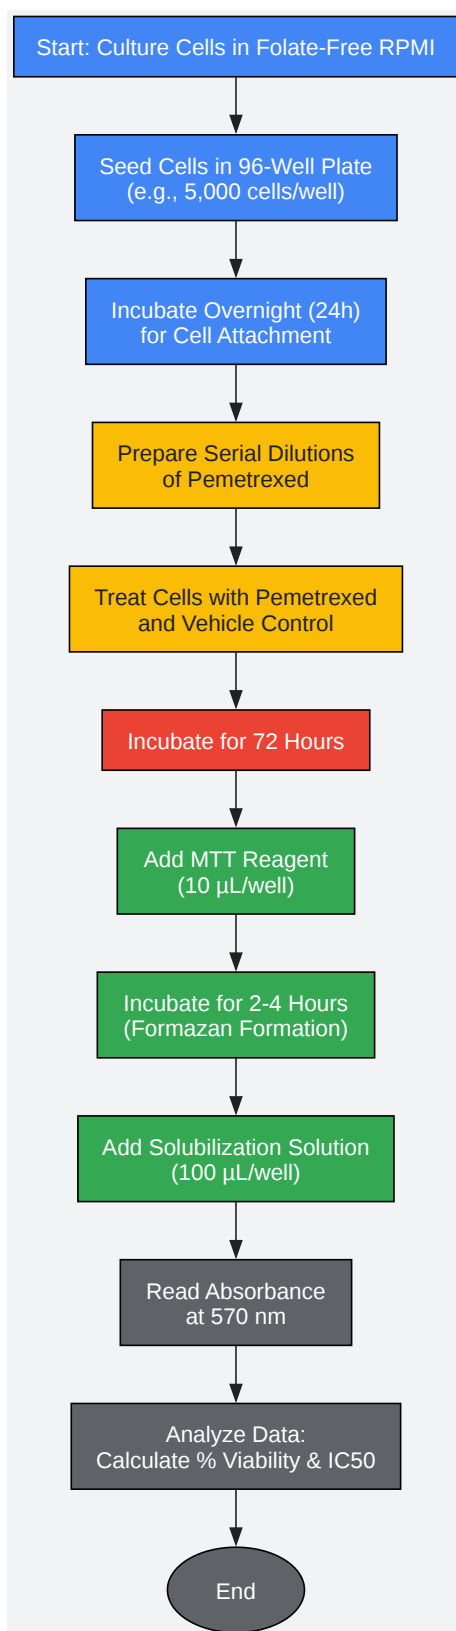 Start: Culture Cells in Folate-Free RPMI
Seed Cells in 96-Well Plate
(e.g., 5,000 cells/well)
Incubate Overnight (24h)
for Cell Attachment
Prepare Serial Dilutions
of Pemetrexed
Treat Cells with Pemetrexed
and Vehicle Control
Incubate for 72 Hours
Add MTT Reagent
(10 µL/well)
Incubate for 2-4 Hours
(Formazan Formation)
Add Solubilization Solution
(100 µL/well)
Read Absorbance
at 570 nm
Analyze Data:
Calculate % Viability & IC50
End